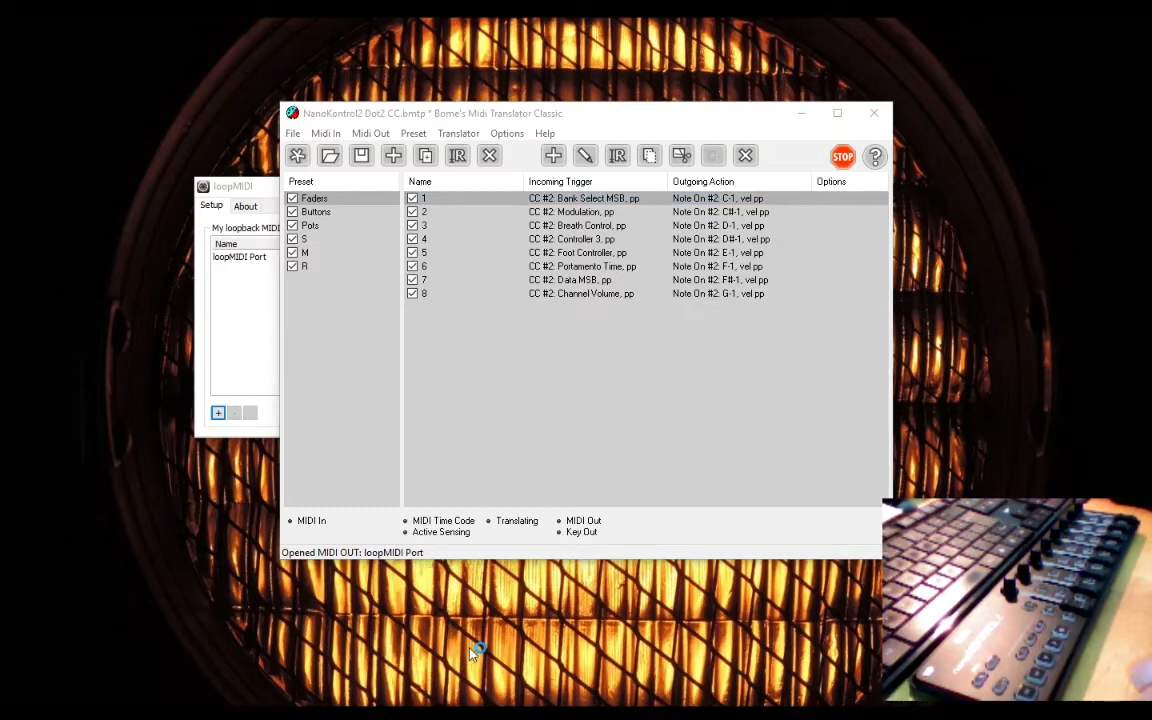 NanoKontrol2 Dot2 CC.bmtp * Bome's Midi Translator Classic
File Midi In Midi Out Preset Translator Options Help
STOP ?
Preset
Faders
Buttons
Pots
S
M
R
Name Incoming Trigger Outgoing Action Options
1 CC #2: Bank Select MSB, pp Note On #2: C-1, vel pp
2 CC #2: Modulation, pp Note On #2: C#-1, vel pp
3 CC #2: Breath Control, pp Note On #2: D-1, vel pp
4 CC #2: Controller 3, pp Note On #2: D#-1, vel pp
5 CC #2: Foot Controller, pp Note On #2: E-1, vel pp
6 CC #2: Portamento Time, pp Note On #2: F-1, vel pp
7 CC #2: Data MSB, pp Note On #2: F#-1, vel pp
8 CC #2: Channel Volume, pp Note On #2: G-1, vel pp
MIDI In MIDI Time Code Translating MIDI Out
Active Sensing Key Out
Opened MIDI OUT: loopMIDI Port
loopMIDI
Setup About
My loopback MIDI
Name
loopMIDI Port
+ -